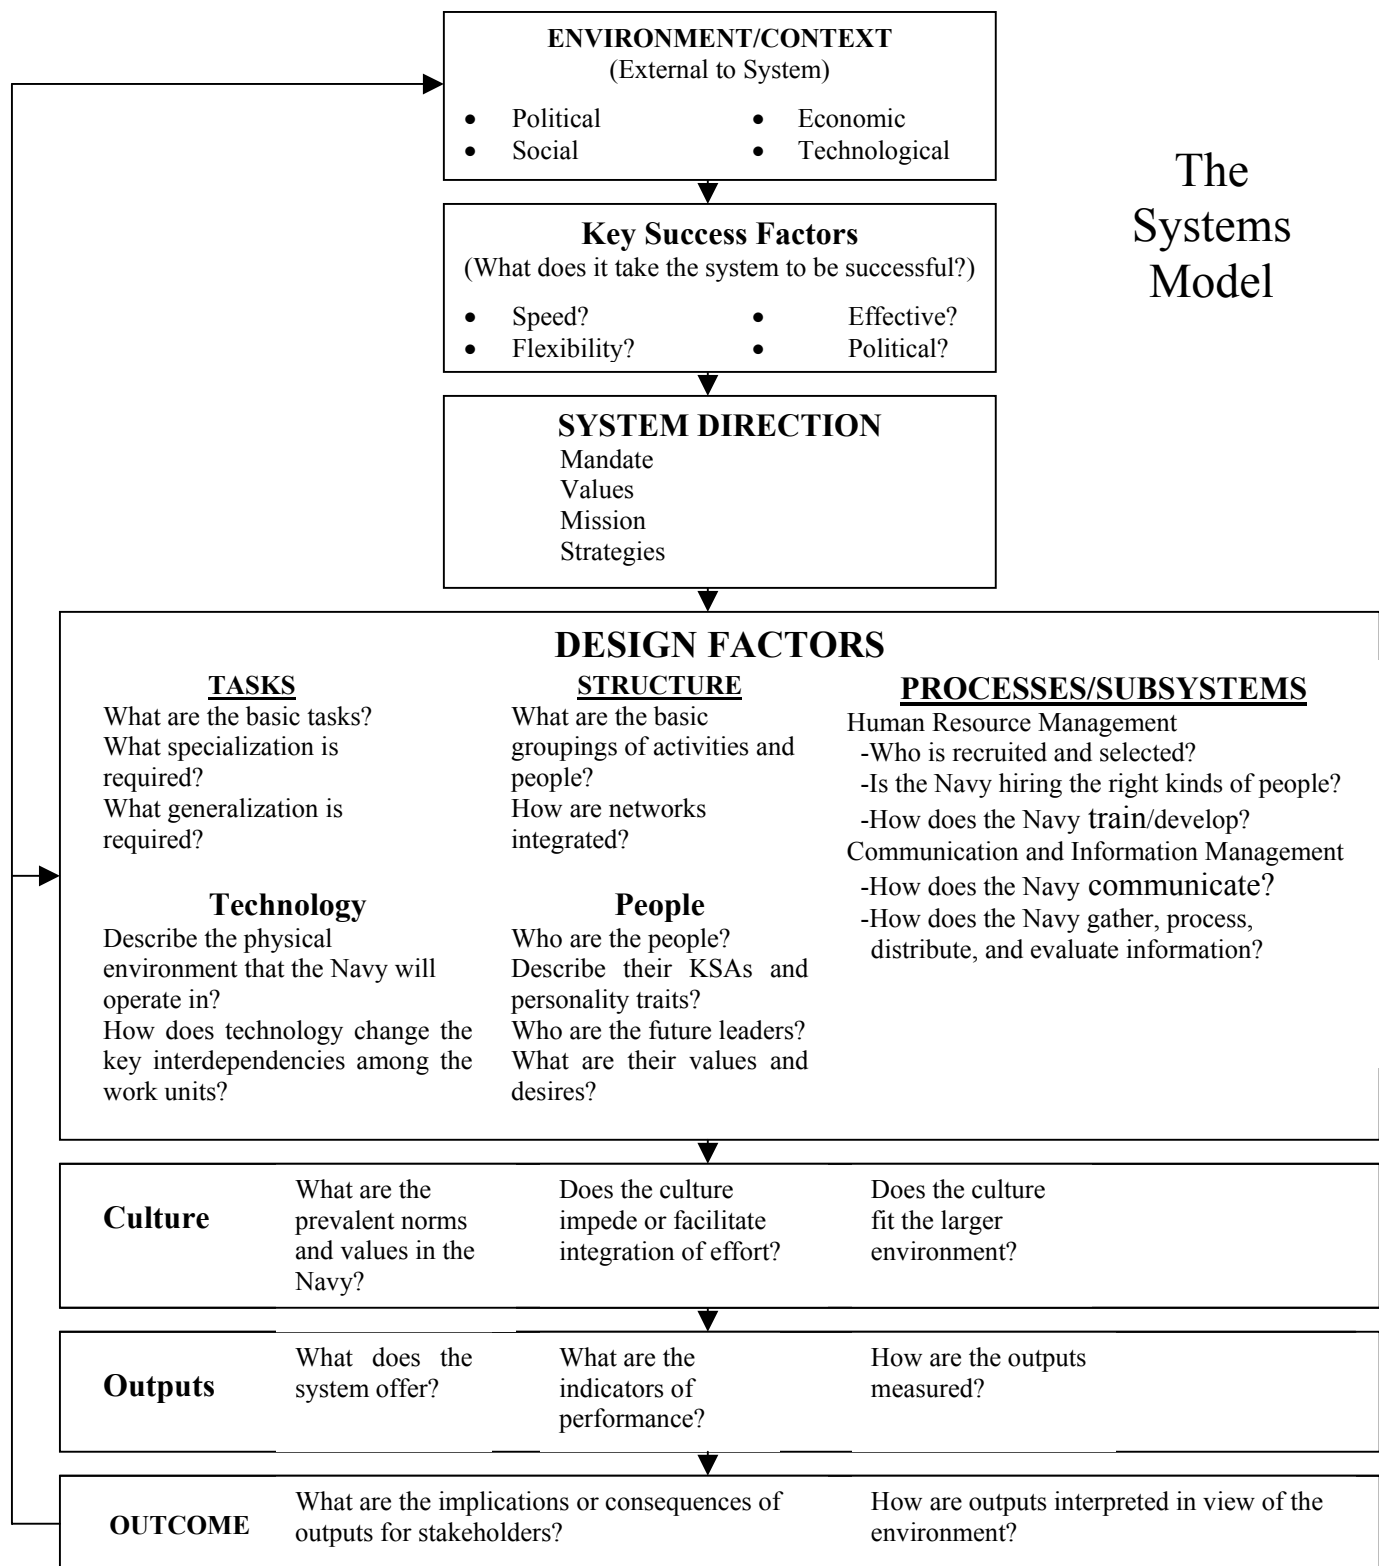 ENVIRONMENT/CONTEXT
(External to System)
• Political
• Economic
• Social
• Technological
The
Systems
Model
Key Success Factors
(What does it take the system to be successful?)
• Speed?
• Effective?
• Flexibility?
• Political?
SYSTEM DIRECTION
Mandate
Values
Mission
Strategies
DESIGN FACTORS
TASKS
What are the basic tasks?
What specialization is
required?
What generalization is
required?
STRUCTURE
What are the basic
groupings of activities and
people?
How are networks
integrated?
PROCESSES/SUBSYSTEMS
Human Resource Management
-Who is recruited and selected?
-Is the Navy hiring the right kinds of people?
-How does the Navy train/develop?
Communication and Information Management
-How does the Navy communicate?
-How does the Navy gather, process,
distribute, and evaluate information?
Technology
Describe the physical
environment that the Navy will
operate in?
How does technology change the
key interdependencies among the
work units?
People
Who are the people?
Describe their KSAs and
personality traits?
Who are the future leaders?
What are their values and
desires?
Culture
What are the
prevalent norms
and values in the
Navy?
Does the culture
impede or facilitate
integration of effort?
Does the culture
fit the larger
environment?
Outputs
What does the
system offer?
What are the
indicators of
performance?
How are the outputs
measured?
OUTCOME
What are the implications or consequences of
outputs for stakeholders?
How are outputs interpreted in view of the
environment?